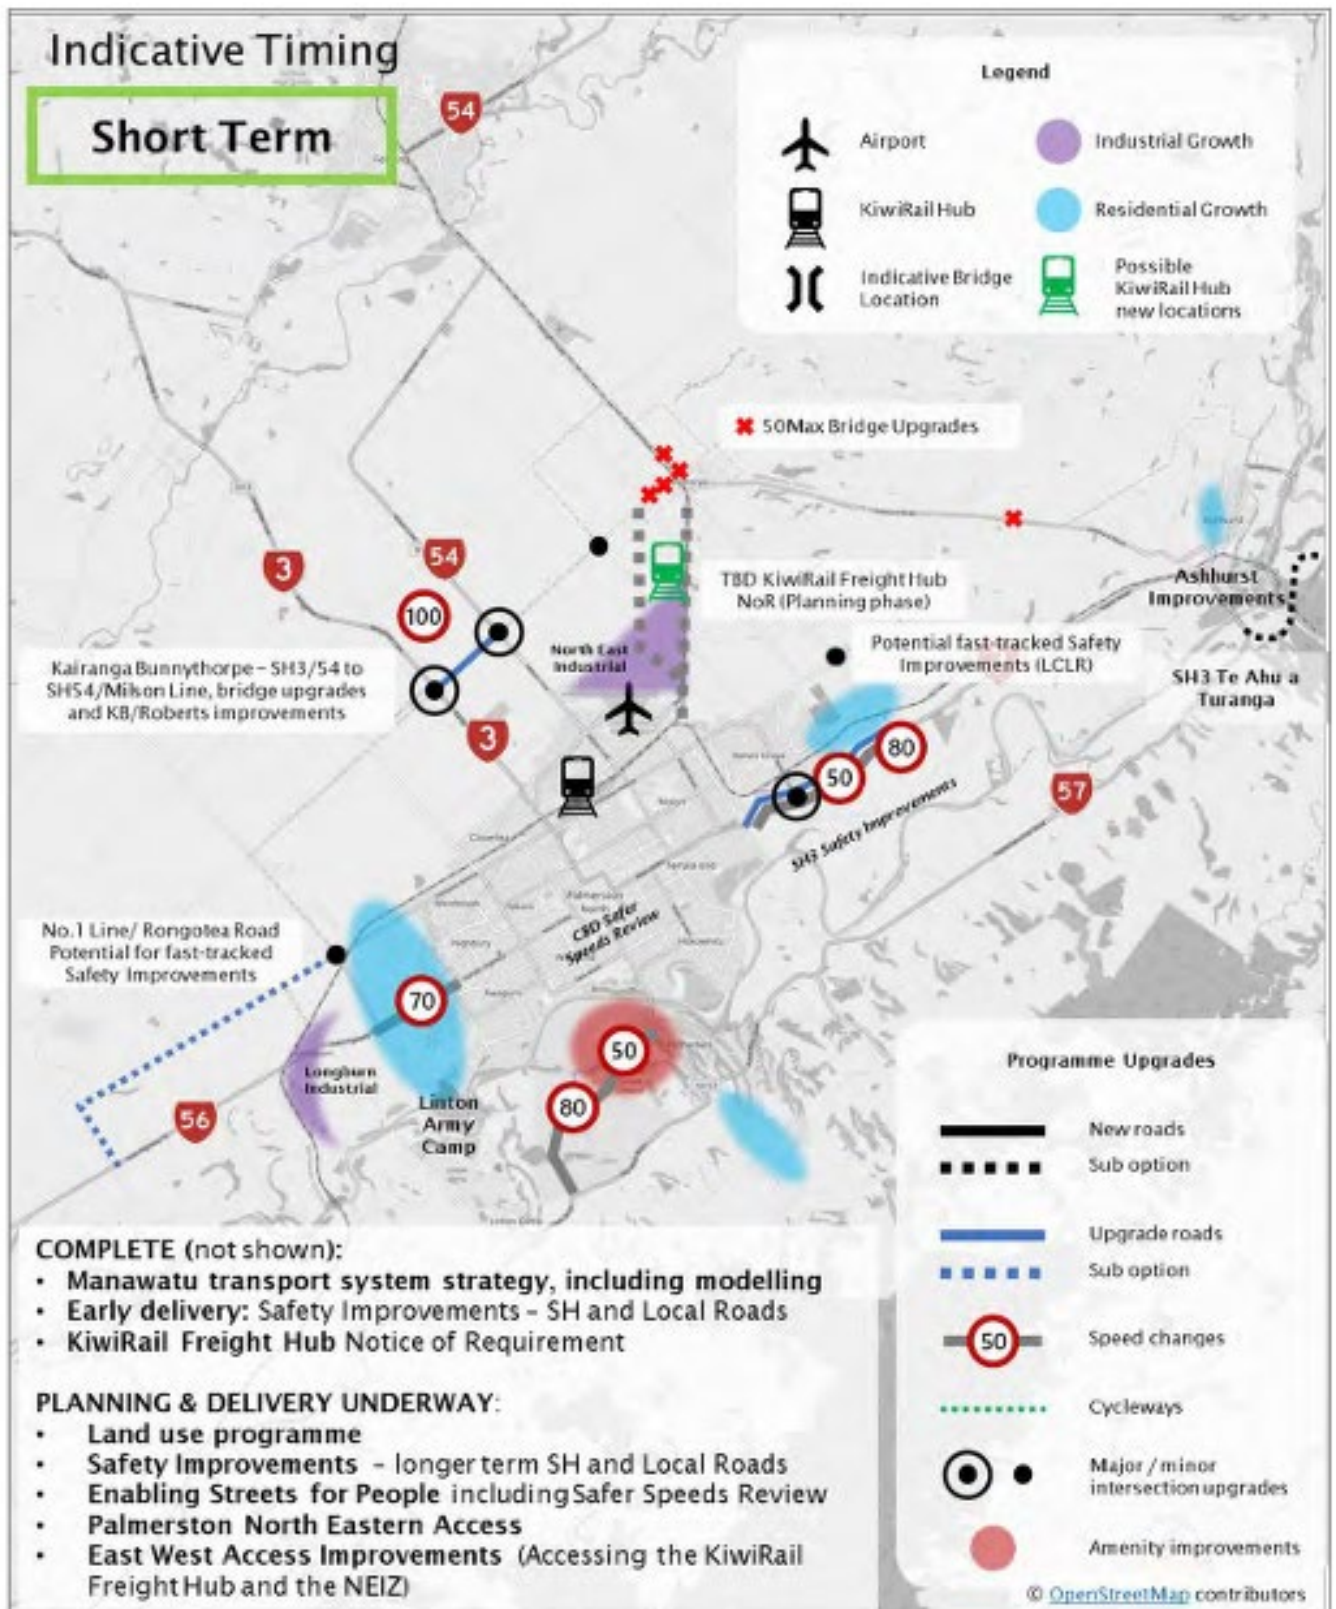 Indicative Timing
Short Term
54
Legend
Airport
Industrial Growth
KiwiRail Hub
Residential Growth
Indicative Bridge
Location
Possible
KiwiRail Hub
new locations
50Max Bridge Upgrades
3
54
100
TBD KiwiRail Freight Hub
NoR (Planning phase)
Ashhurst
Improvements
North East
Industrial
Potential fast-tracked Safety
Improvements (LCLR)
Kairanga Bunnythorpe – SH3/54 to
SH54/Milson Line, bridge upgrades
and KB/Roberts improvements
SH3 Te Ahu a
Turanga
3
80
50
57
SH3 Safety Improvements
Palmerston
North
CBD Safer
Speeds Review
No.1 Line/ Rongotea Road
Potential for fast-tracked
Safety Improvements
70
50
Longburn
Industrial
80
56
Linton
Army
Camp
Programme Upgrades
New roads
Sub option
Upgrade roads
Sub option
50
Speed changes
Cycleways
Major / minor
intersection upgrades
Amenity improvements
COMPLETE (not shown):
• Manawatu transport system strategy, including modelling
• Early delivery: Safety Improvements – SH and Local Roads
• KiwiRail Freight Hub Notice of Requirement
PLANNING & DELIVERY UNDERWAY:
• Land use programme
• Safety Improvements – longer term SH and Local Roads
• Enabling Streets for People including Safer Speeds Review
• Palmerston North Eastern Access
• East West Access Improvements (Accessing the KiwiRail
Freight Hub and the NEIZ)
© OpenStreetMap contributors